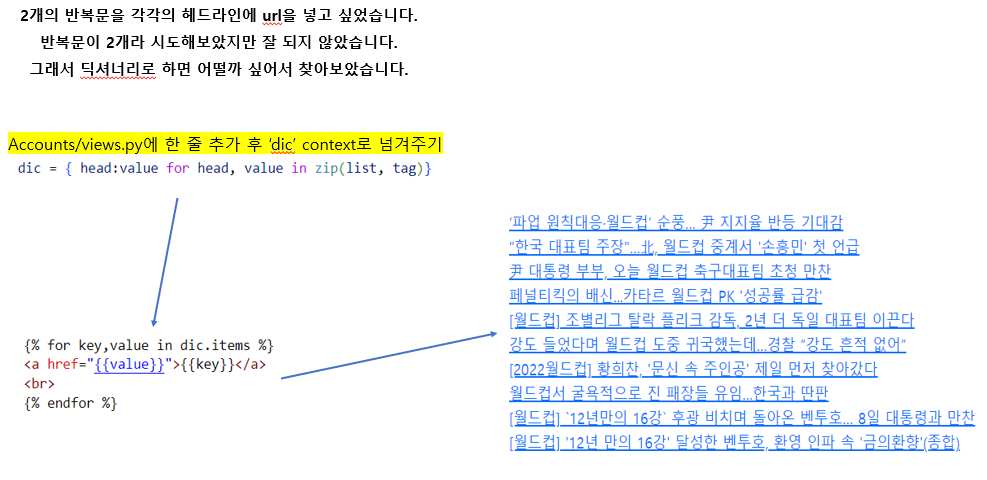 2개의 반복문을 각각의 헤드라인에 url을 넣고 싶었습니다.
반복문이 2개라 시도해보았지만 잘 되지 않았습니다.
그래서 딕셔너리로 하면 어떨까 싶어서 찾아보았습니다.
Accounts/views.py에 한 줄 추가 후 ‘dic’ context로 넘겨주기
dic = { head:value for head, value in zip(list, tag)}
{% for key,value in dic.items %}
<a href="{{value}}">{{key}}</a>
<br>
{% endfor %}
‘파업 원칙대응·월드컵’ 순풍... 尹 지지율 반등 기대감
"한국 대표팀 주장"...北, 월드컵 중계서 '손흥민' 첫 언급
尹 대통령 부부, 오늘 월드컵 축구대표팀 초청 만찬
페널티킥의 배신...카타르 월드컵 PK '성공률 급감'
[월드컵] 조별리그 탈락 플리크 감독, 2년 더 독일 대표팀 이끈다
강도 들었다며 월드컵 도중 귀국했는데...경찰 “강도 흔적 없어”
[2022월드컵] 황희찬, '문신 속 주인공' 제일 먼저 찾아갔다
월드컵서 굴욕적으로 진 패장들 유임...한국과 딴판
[월드컵] `12년만의 16강` 후광 비치며 돌아온 벤투호... 8일 대통령과 만찬
[월드컵] '12년 만의 16강' 달성한 벤투호, 환영 인파 속 '금의환향'(종합)